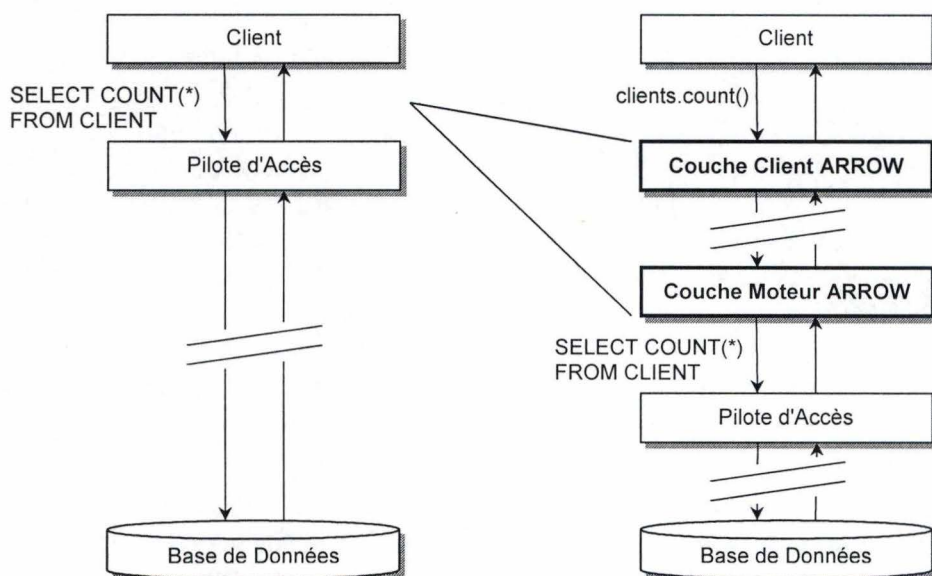 Client
SELECT COUNT(*)
FROM CLIENT
Pilote d'Accès
Base de Données
Client
clients.count()
Couche Client ARROW
Couche Moteur ARROW
SELECT COUNT(*)
FROM CLIENT
Pilote d'Accès
Base de Données